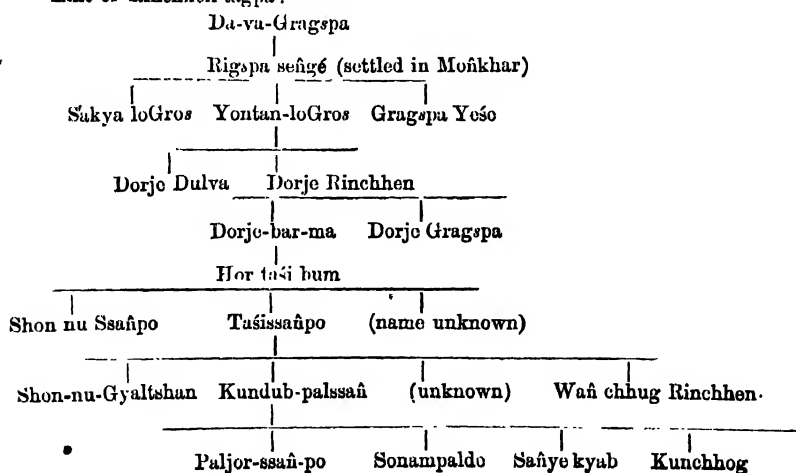 Da-va-Gragspa
Rigspa señgé (settled in Moñkhar)
Sákya loGros Yontan-loGros Gragspa Yeśo
Dorje Dulva Dorje Rinchhen
Dorje-bar-ma Dorje Gragspa
Hor taśi bum
Shon nu Ssañpo Taśissañpo (name unknown)
Shon-nu-Gyaltshan Kundub-palssañ (unknown) Wañ chhug Rinchhen.
Paljor-ssañ-po Sonampaldo Sañye kyab Kunchhog